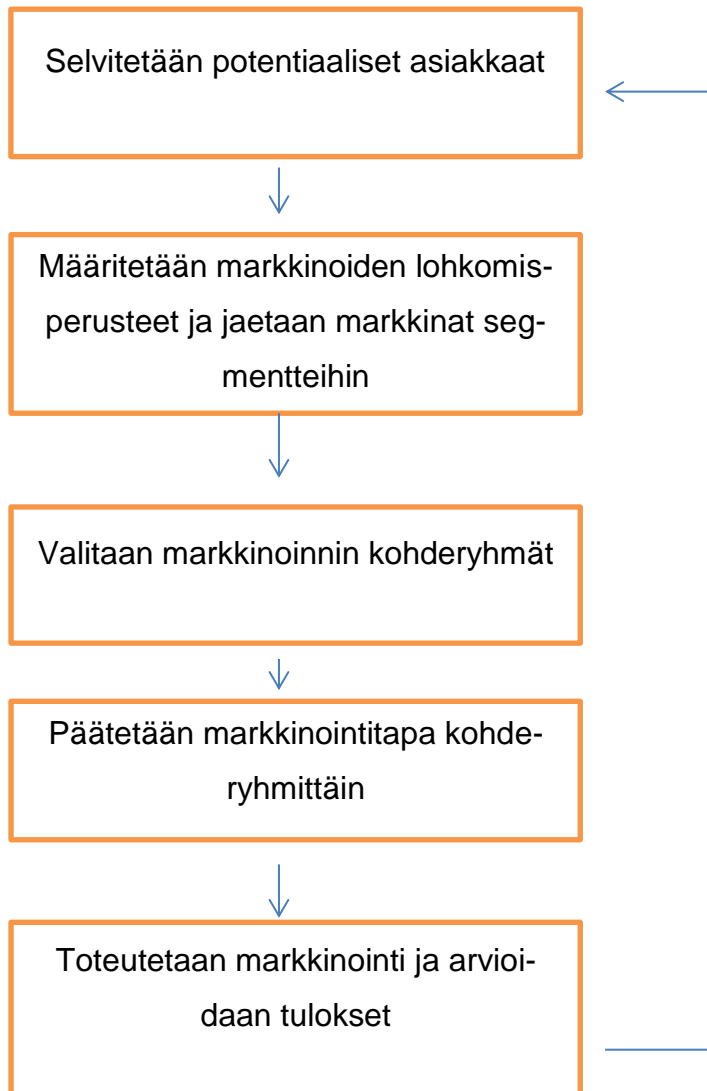 Selvitetään potentiaaliset asiakkaat
Määritetään markkinoiden lohkomis-
perusteet ja jaetaan markkinat seg-
mentteihin
Valitaan markkinoinnin kohderyhmät
Päätetään markkinointitapa kohde-
ryhmittäin
Toteutetaan markkinointi ja arvioi-
daan tulokset